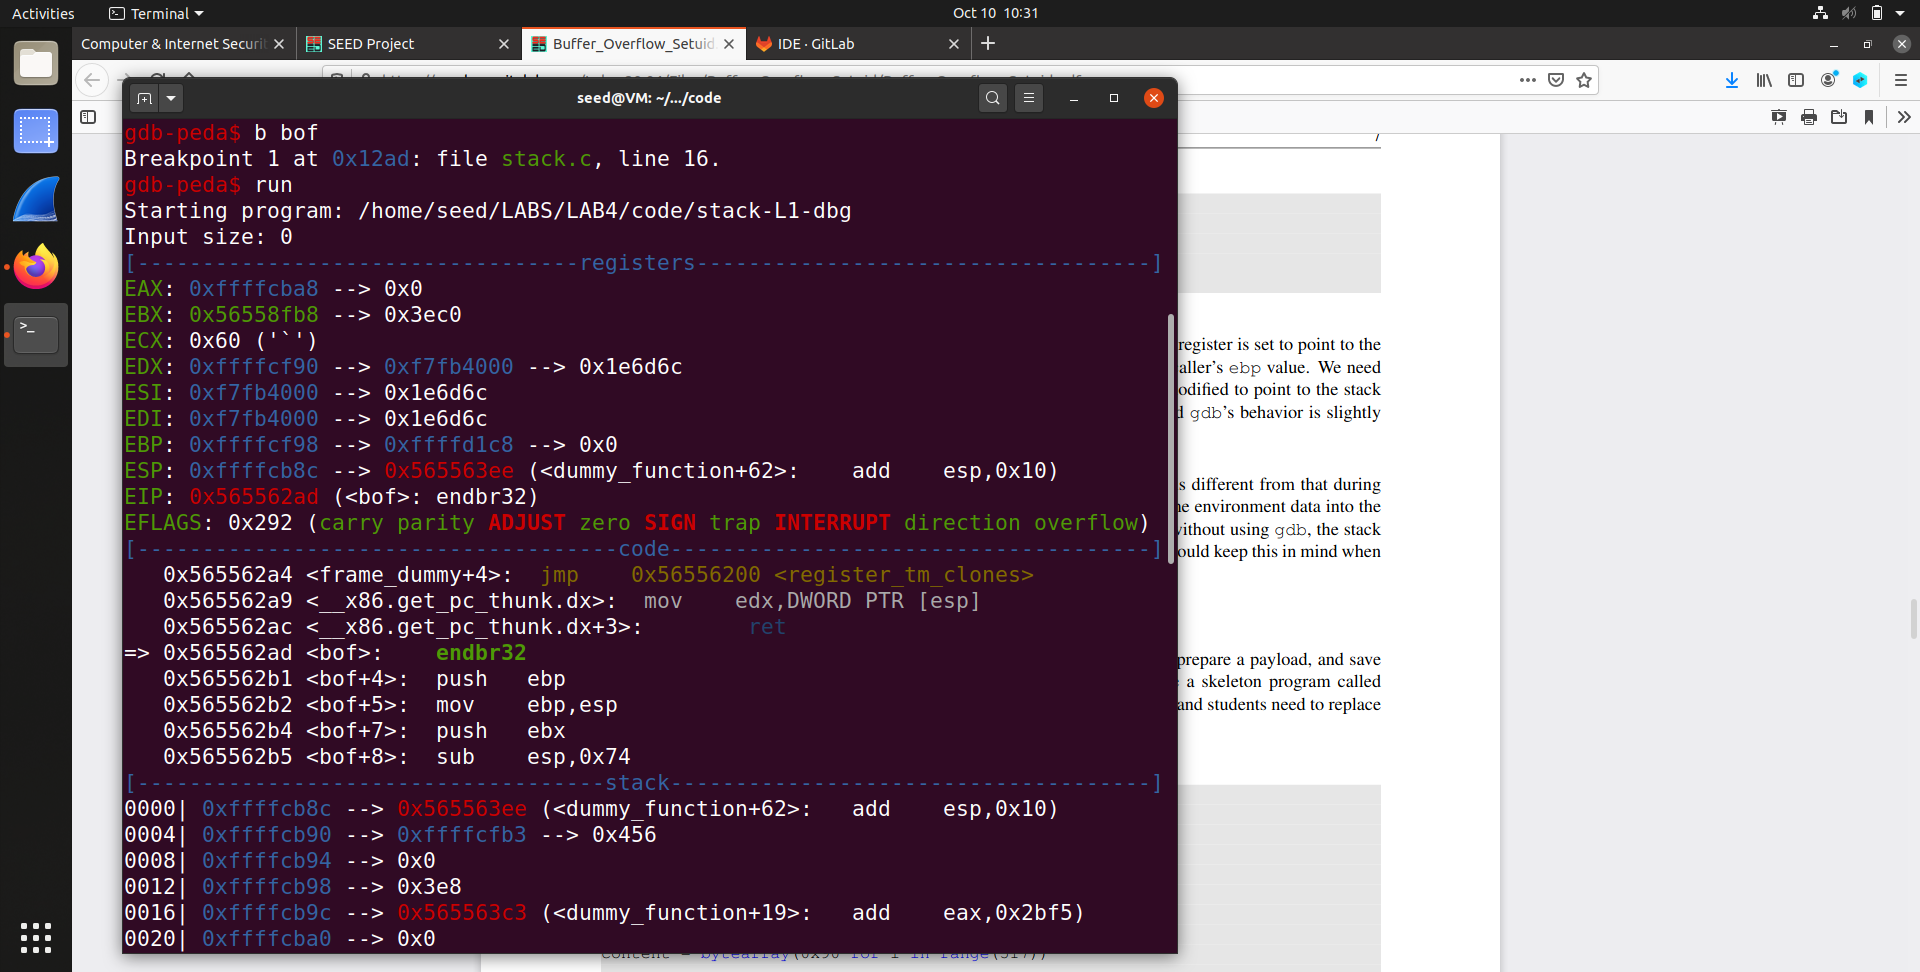 Activities
Terminal
Oct 10 10:31
Computer & Internet Securi
SEED Project
Buffer_Overflow_Setuid
IDE · GitLab
seed@VM: ~/.../code
gdb-peda$ b bof
Breakpoint 1 at 0x12ad: file stack.c, line 16.
gdb-peda$ run
Starting program: /home/seed/LABS/LAB4/code/stack-L1-dbg
Input size: 0
[----------------------------------registers-----------------------------------]
EAX: 0xffffcba8 --> 0x0
EBX: 0x56558fb8 --> 0x3ec0
ECX: 0x60 ('`')
EDX: 0xffffcf90 --> 0xf7fb4000 --> 0x1e6d6c
ESI: 0xf7fb4000 --> 0x1e6d6c
EDI: 0xf7fb4000 --> 0x1e6d6c
EBP: 0xffffcf98 --> 0xffffd1c8 --> 0x0
ESP: 0xffffcb8c --> 0x565563ee (<dummy_function+62>: add esp,0x10)
EIP: 0x565562ad (<bof>: endbr32)
EFLAGS: 0x292 (carry parity ADJUST zero SIGN trap INTERRUPT direction overflow)
[-------------------------------------code-------------------------------------]
0x565562a4 <frame_dummy+4>: jmp 0x56556200 <register_tm_clones>
0x565562a9 <__x86.get_pc_thunk.dx>: mov edx,DWORD PTR [esp]
0x565562ac <__x86.get_pc_thunk.dx+3>: ret
=> 0x565562ad <bof>: endbr32
0x565562b1 <bof+4>: push ebp
0x565562b2 <bof+5>: mov ebp,esp
0x565562b4 <bof+7>: push ebx
0x565562b5 <bof+8>: sub esp,0x74
[------------------------------------stack-------------------------------------]
0000| 0xffffcb8c --> 0x565563ee (<dummy_function+62>: add esp,0x10)
0004| 0xffffcb90 --> 0xffffcfb3 --> 0x456
0008| 0xffffcb94 --> 0x0
0012| 0xffffcb98 --> 0x3e8
0016| 0xffffcb9c --> 0x565563c3 (<dummy_function+19>: add eax,0x2bf5)
0020| 0xffffcba0 --> 0x0
register is set to point to the
aller's ebp value. We need
odified to point to the stack
d gdb's behavior is slightly
s different from that during
ne environment data into the
without using gdb, the stack
ould keep this in mind when
prepare a payload, and save
a skeleton program called
and students need to replace